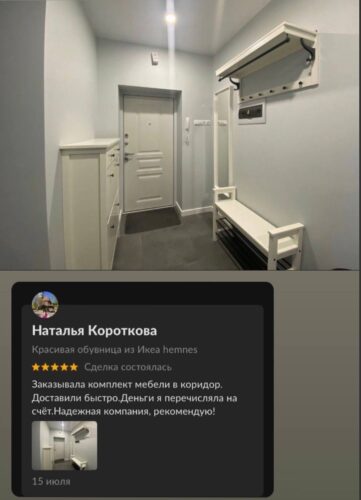 Наталья Короткова
Красивая обувница из Икеа hemnes
Сделка состоялась
Заказывала комплект мебели в коридор.
Доставили быстро.Деньги я перечисляла на
счёт.Надежная компания, рекомендую!
15 июля